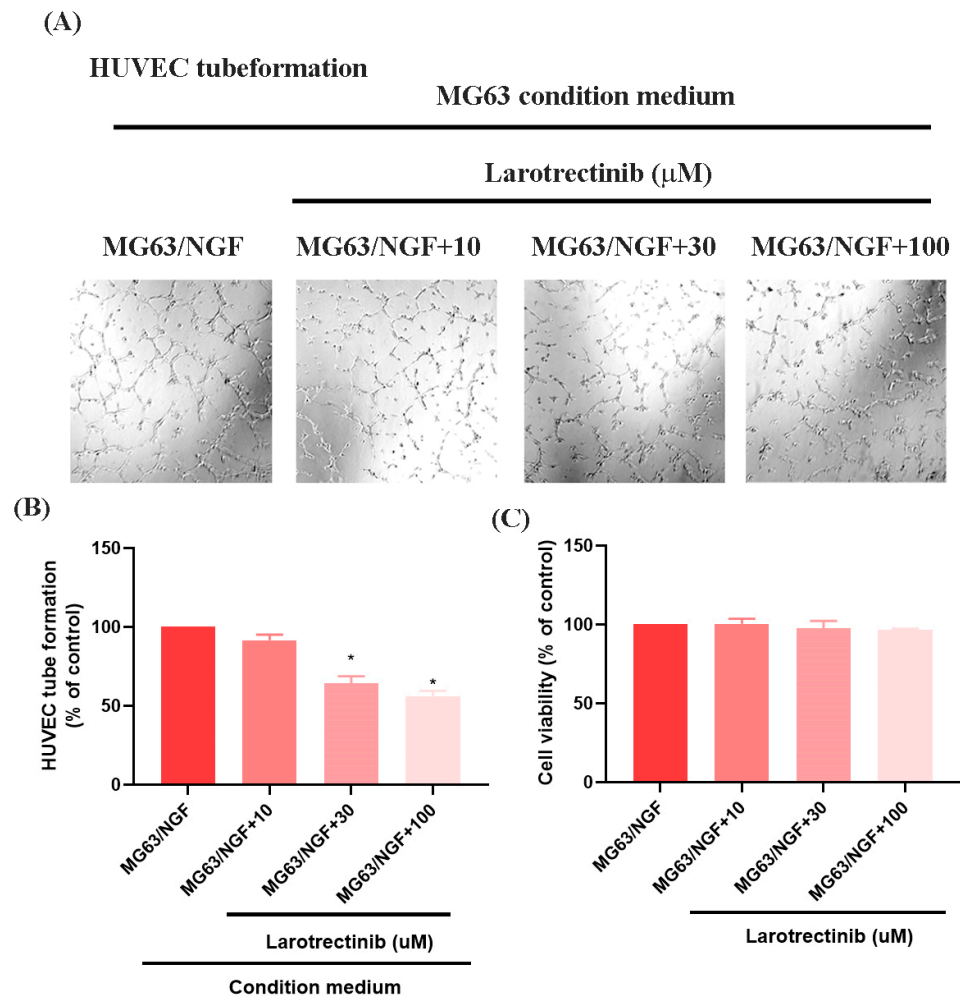 (A)
HUVEC tubeformation
MG63 condition medium
Larotrectinib (μM)
MG63/NGF MG63/NGF+10 MG63/NGF+30 MG63/NGF+100
(B)
HUVEC tube formation
(% of control)
150
100
50
0
*
*
MG63/NGF
MG63/NGF+10
MG63/NGF+30
MG63/NGF+100
Larotrectinib (uM)
Condition medium
(C)
Cell viability (% of control)
150
100
50
0
MG63/NGF
MG63/NGF+10
MG63/NGF+30
MG63/NGF+100
Larotrectinib (uM)